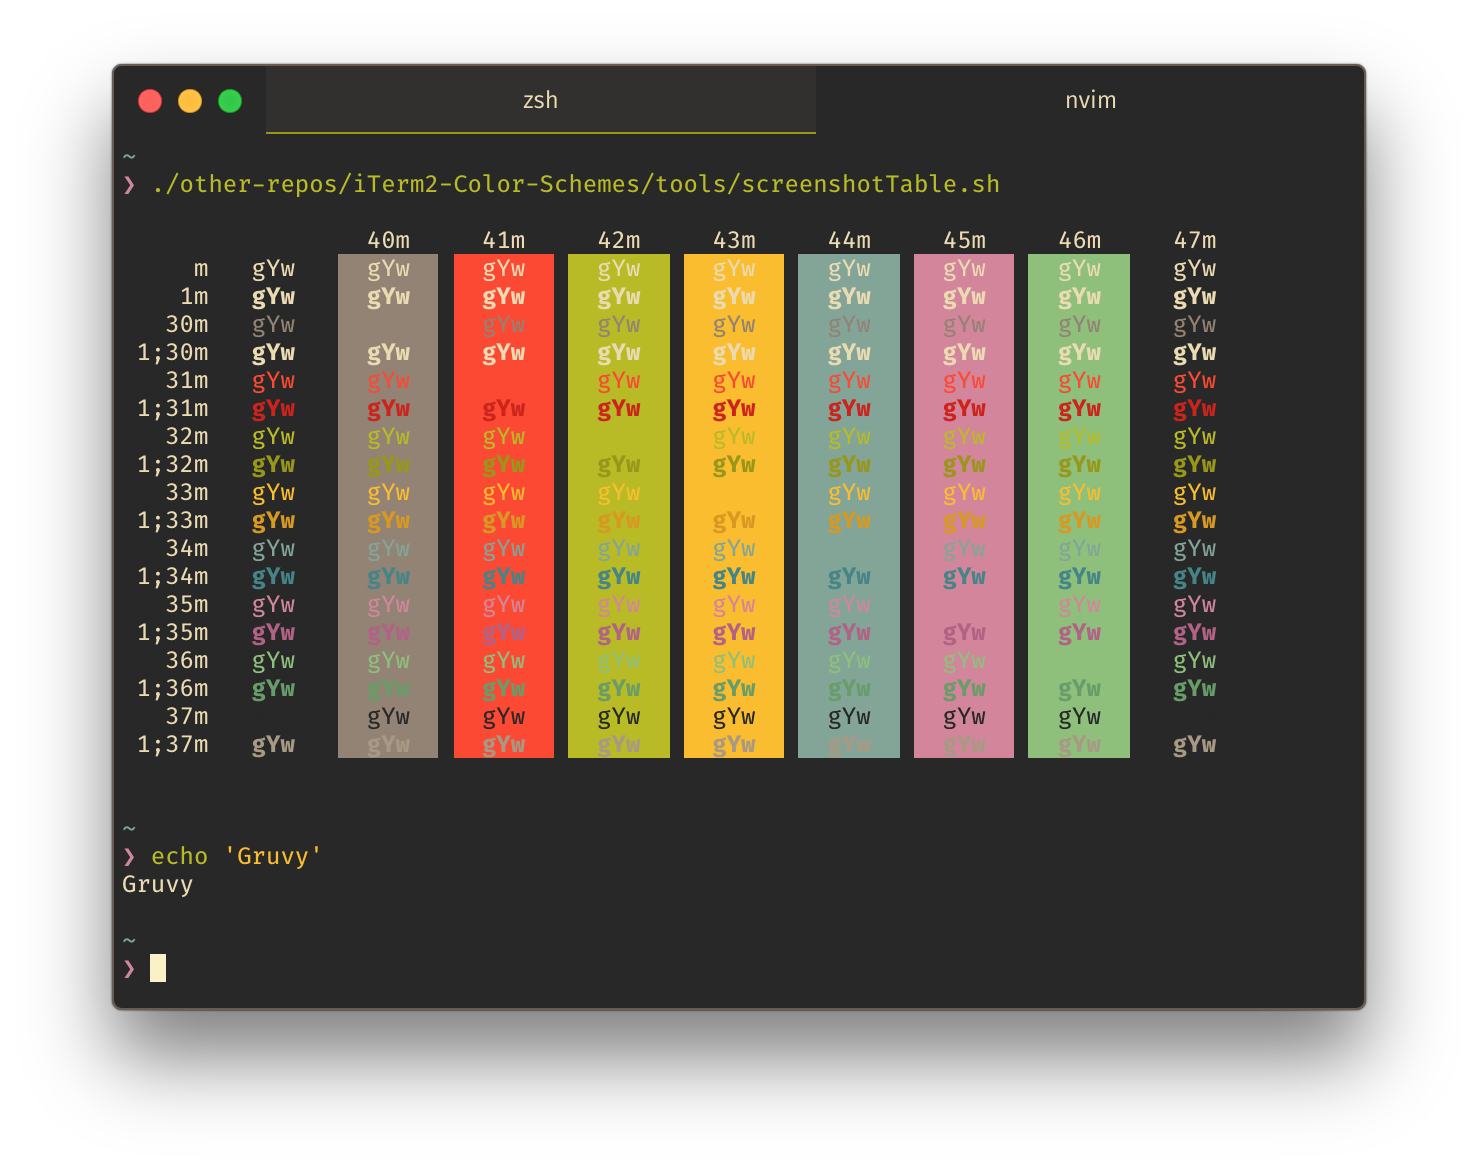 zsh nvim
~
❯ ./other-repos/iTerm2-Color-Schemes/tools/screenshotTable.sh
40m 41m 42m 43m 44m 45m 46m 47m
m gYw gYw gYw gYw gYw gYw gYw gYw gYw
1m gYw gYw gYw gYw gYw gYw gYw gYw gYw
30m gYw gYw gYw gYw gYw gYw gYw gYw
1;30m gYw gYw gYw gYw gYw gYw gYw gYw gYw
31m gYw gYw gYw gYw gYw gYw gYw gYw
1;31m gYw gYw gYw gYw gYw gYw gYw gYw gYw
32m gYw gYw gYw gYw gYw gYw gYw gYw
1;32m gYw gYw gYw gYw gYw gYw gYw gYw gYw
33m gYw gYw gYw gYw gYw gYw gYw gYw
1;33m gYw gYw gYw gYw gYw gYw gYw gYw gYw
34m gYw gYw gYw gYw gYw gYw gYw gYw
1;34m gYw gYw gYw gYw gYw gYw gYw gYw gYw
35m gYw gYw gYw gYw gYw gYw gYw gYw
1;35m gYw gYw gYw gYw gYw gYw gYw gYw gYw
36m gYw gYw gYw gYw gYw gYw gYw gYw
1;36m gYw gYw gYw gYw gYw gYw gYw gYw gYw
37m gYw gYw gYw gYw gYw gYw gYw
1;37m gYw gYw gYw gYw gYw gYw gYw gYw gYw
~
❯ echo 'Gruvy'
Gruvy
~
❯